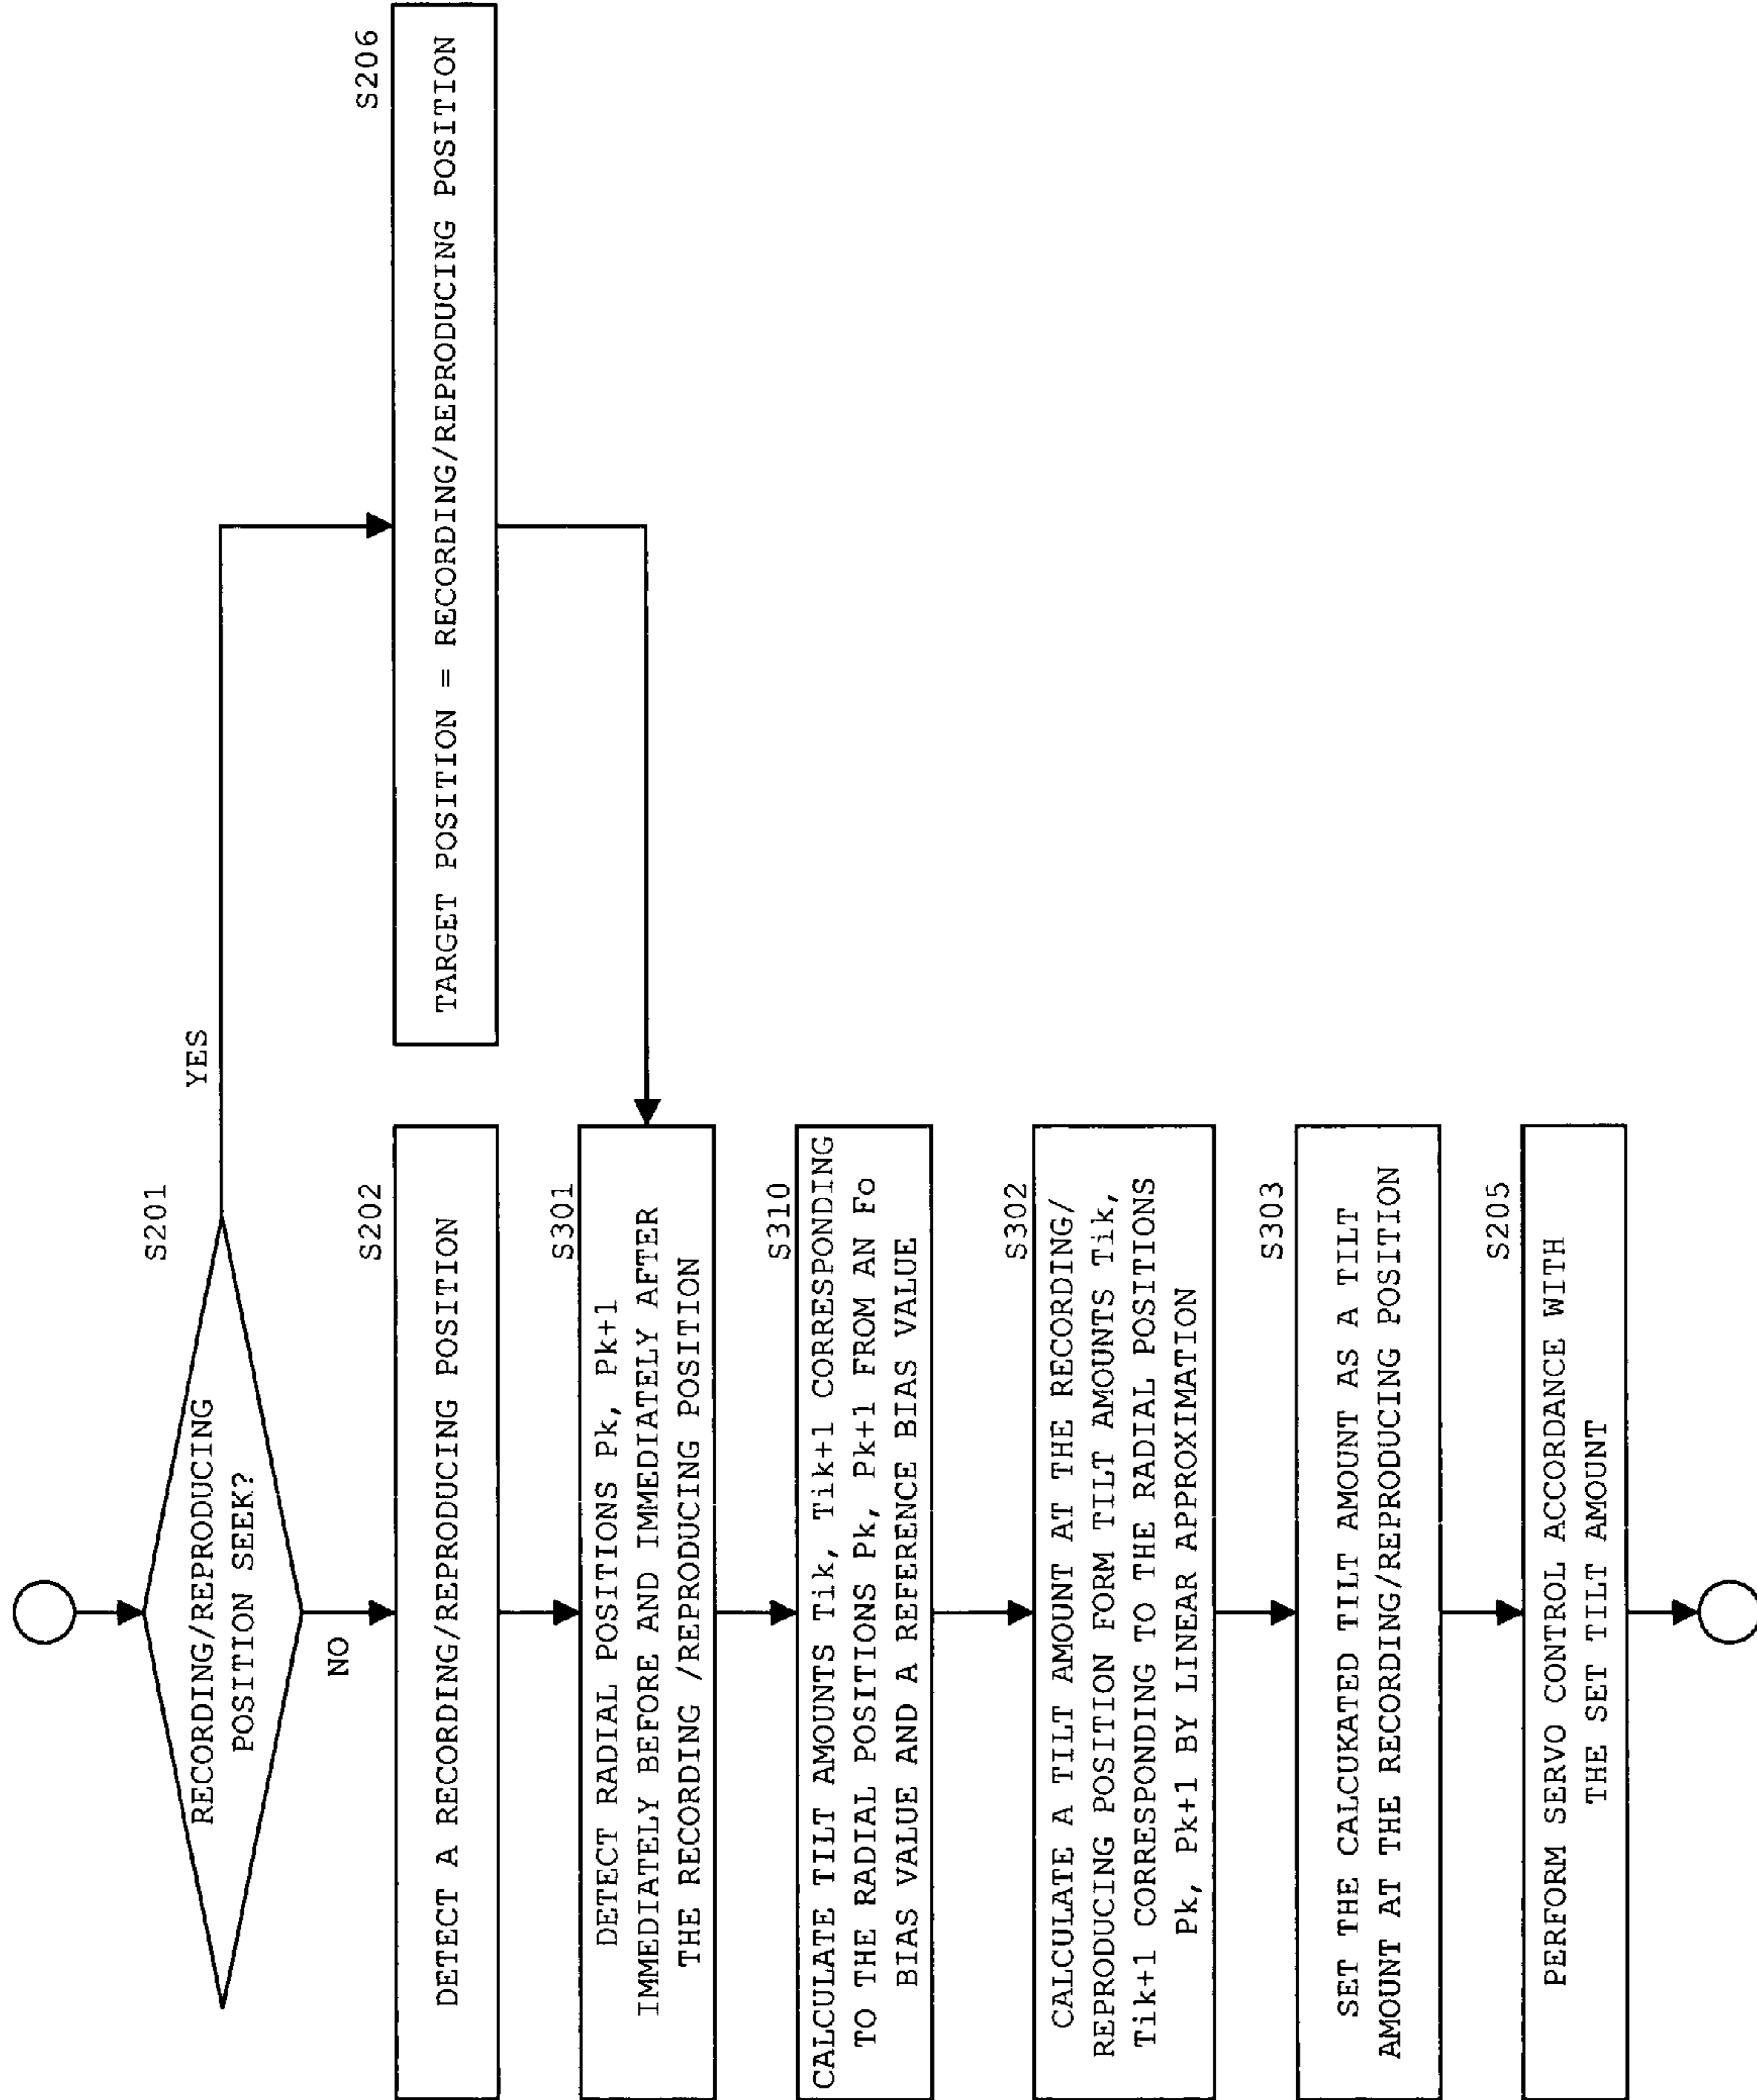 S201
RECORDING/REPRODUCING
POSITION SEEK?
YES
NO
S206
TARGET POSITION = RECORDING/REPRODUCING POSITION
S202
DETECT A RECORDING/REPRODUCING POSITION
S301
DETECT RADIAL POSITIONS Pk, Pk+1
IMMEDIATELY BEFORE AND IMMEDIATELY AFTER
THE RECORDING /REPRODUCING POSITION
S310
CALCULATE TILT AMOUNTS Tik, Tik+1 CORRESPONDING
TO THE RADIAL POSITIONS Pk, Pk+1 FROM AN Fo
BIAS VALUE AND A REFERENCE BIAS VALUE
S302
CALCULATE A TILT AMOUNT AT THE RECORDING/
REPRODUCING POSITION FORM TILT AMOUNTS Tik,
Tik+1 CORRESPONDING TO THE RADIAL POSITIONS
Pk, Pk+1 BY LINEAR APPROXIMATION
S303
SET THE CALCUKATED TILT AMOUNT AS A TILT
AMOUNT AT THE RECORDING/REPRODUCING POSITION
S205
PERFORM SERVO CONTROL ACCORDANCE WITH
THE SET TILT AMOUNT